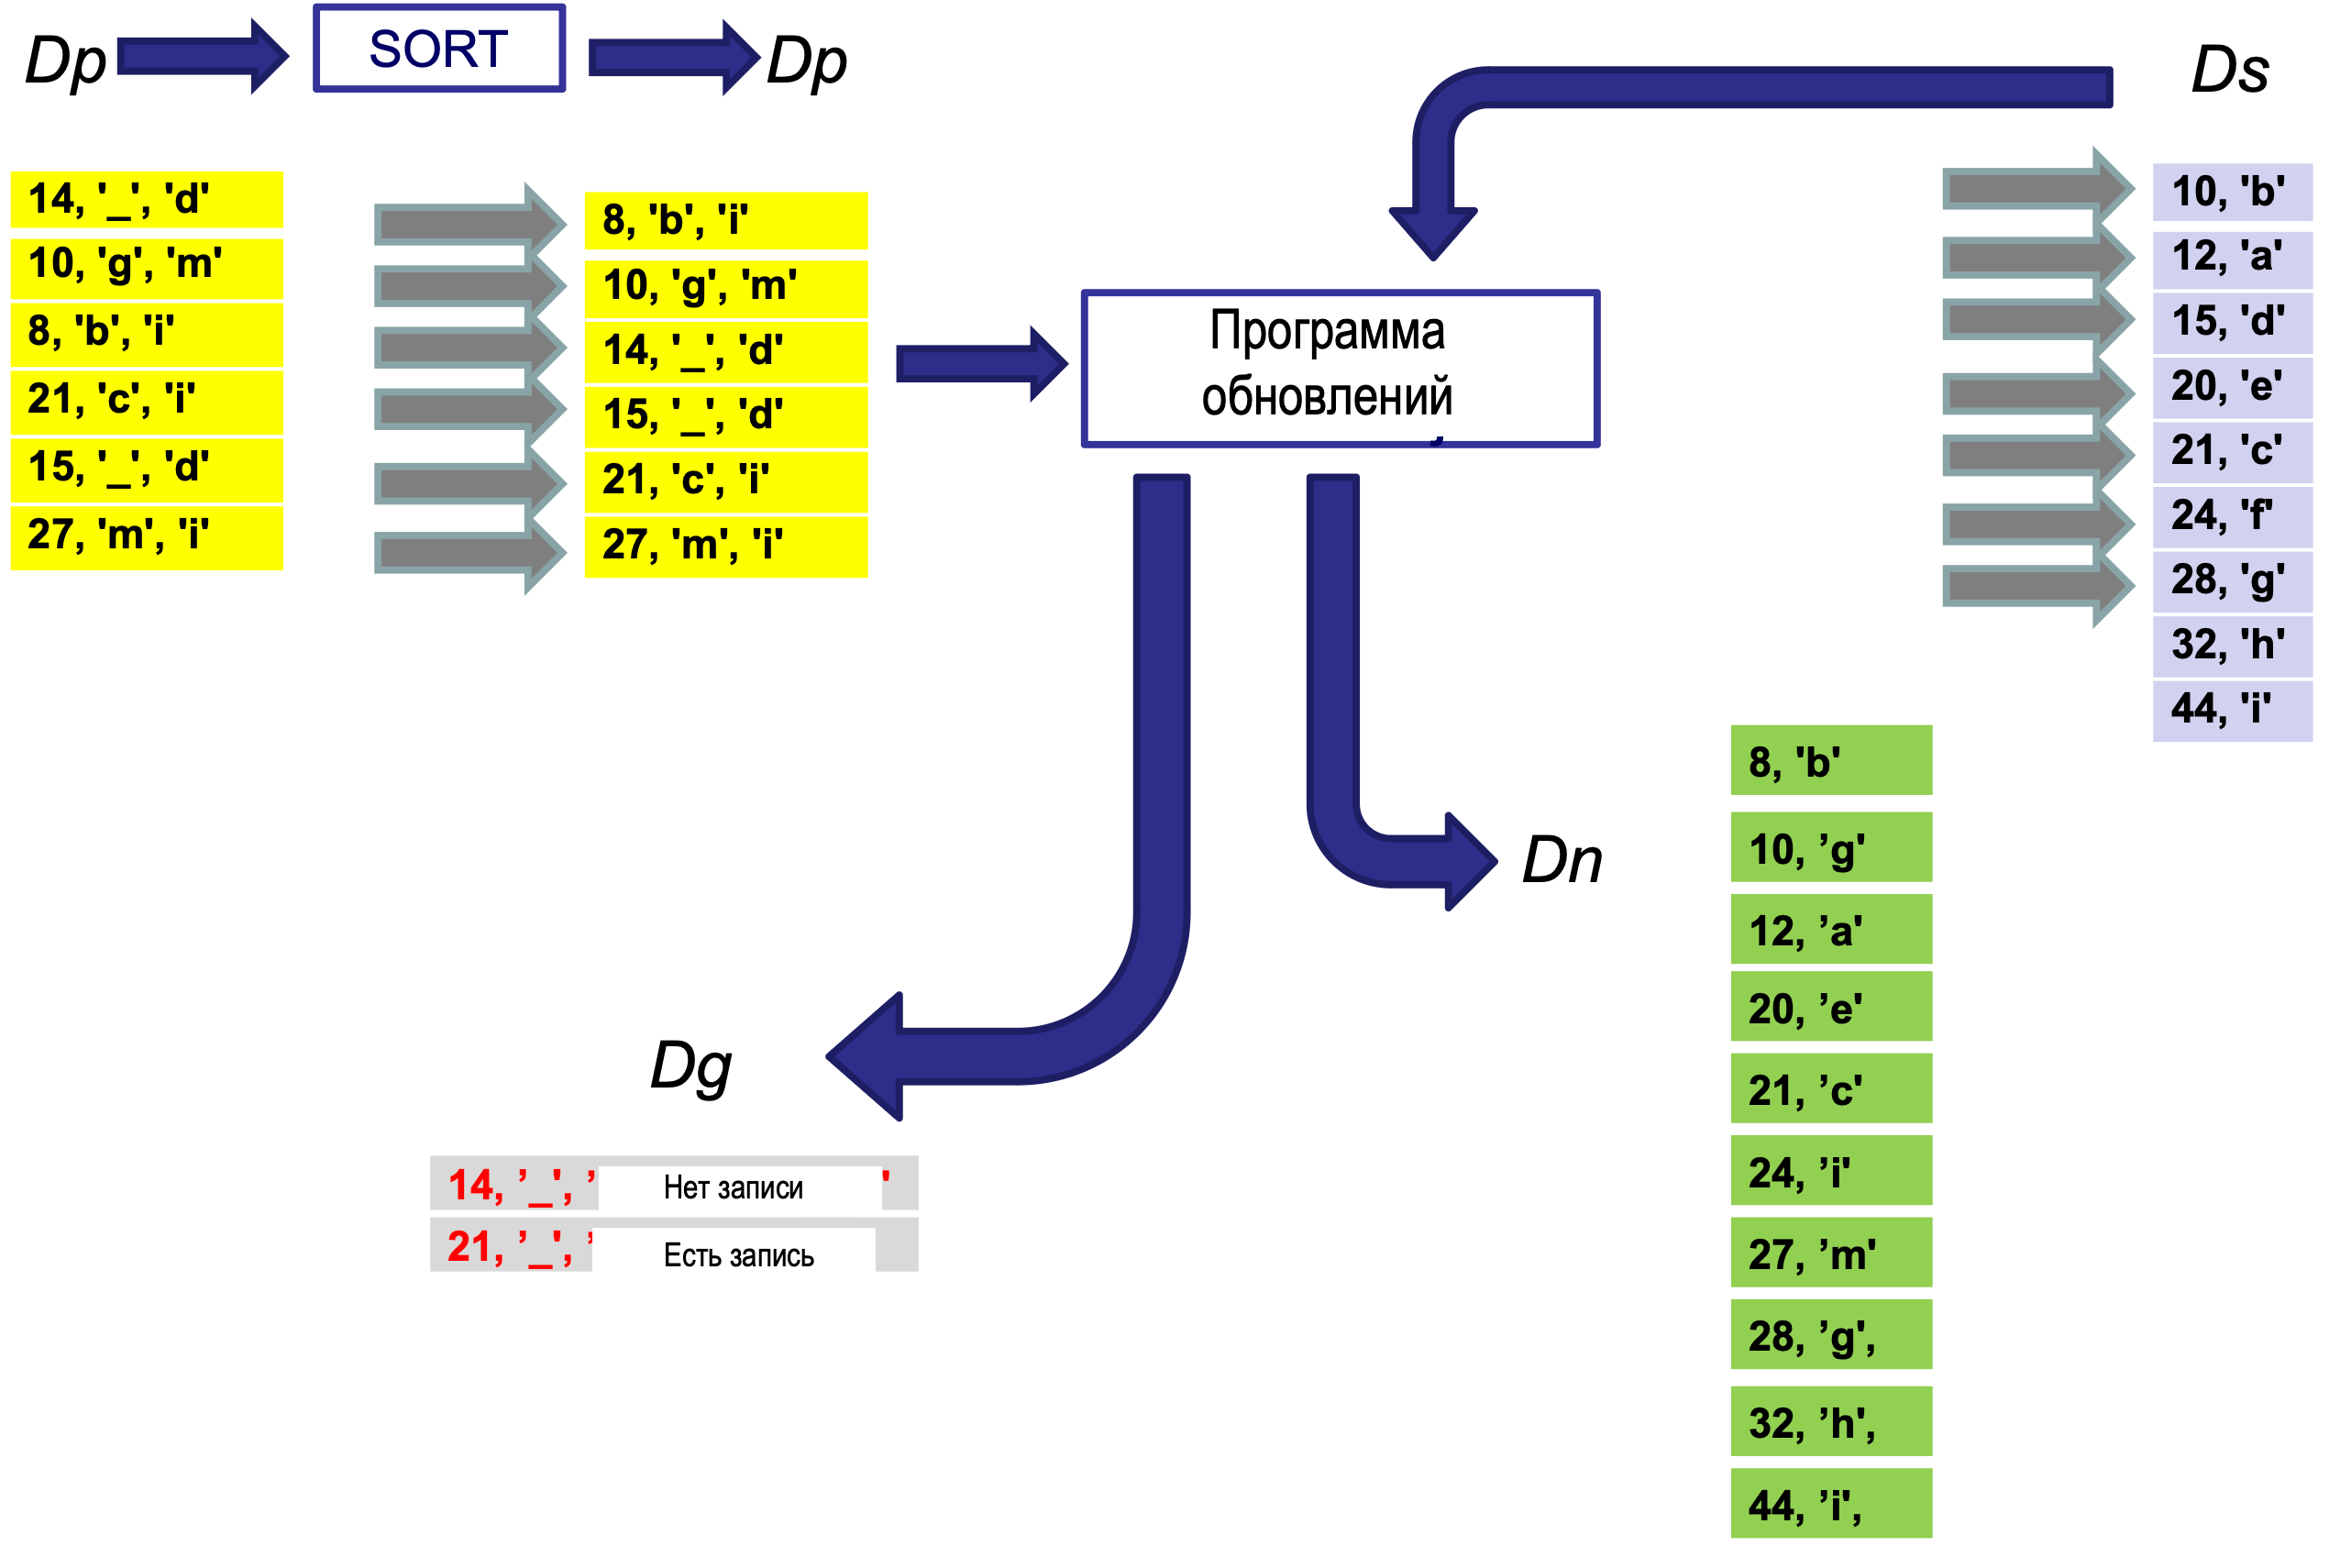 Dp
SORT
Dp
Ds
14, '_', 'd'
10, 'g', 'm'
8, 'b', 'i'
21, 'c', 'i'
15, '_', 'd'
27, 'm', 'i'
8, 'b', 'i'
10, 'g', 'm'
14, '_', 'd'
15, '_', 'd'
21, 'c', 'i'
27, 'm', 'i'
Программа
обновлений
,
10, 'b'
12, 'a'
15, 'd'
20, 'e'
21, 'c'
24, 'f'
28, 'g'
32, 'h'
44, 'i'
Dn
8, 'b'
10, ’g'
12, ’a'
20, ’e'
21, ’c'
24, ’i'
27, ’m'
28, ’g',
32, ’h',
44, ’i',
Dg
14, ’_', ’ Нет записи '
21, ’_', ’ Есть запись